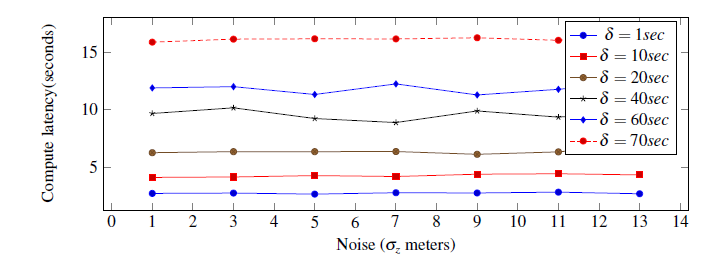 Compute latency(seconds)
15
10
5
0 1 2 3 4 5 6 7 8 9 10 11 12 13 14
Noise (σz meters)
δ = 1sec
δ = 10sec
δ = 20sec
δ = 40sec
δ = 60sec
δ = 70sec